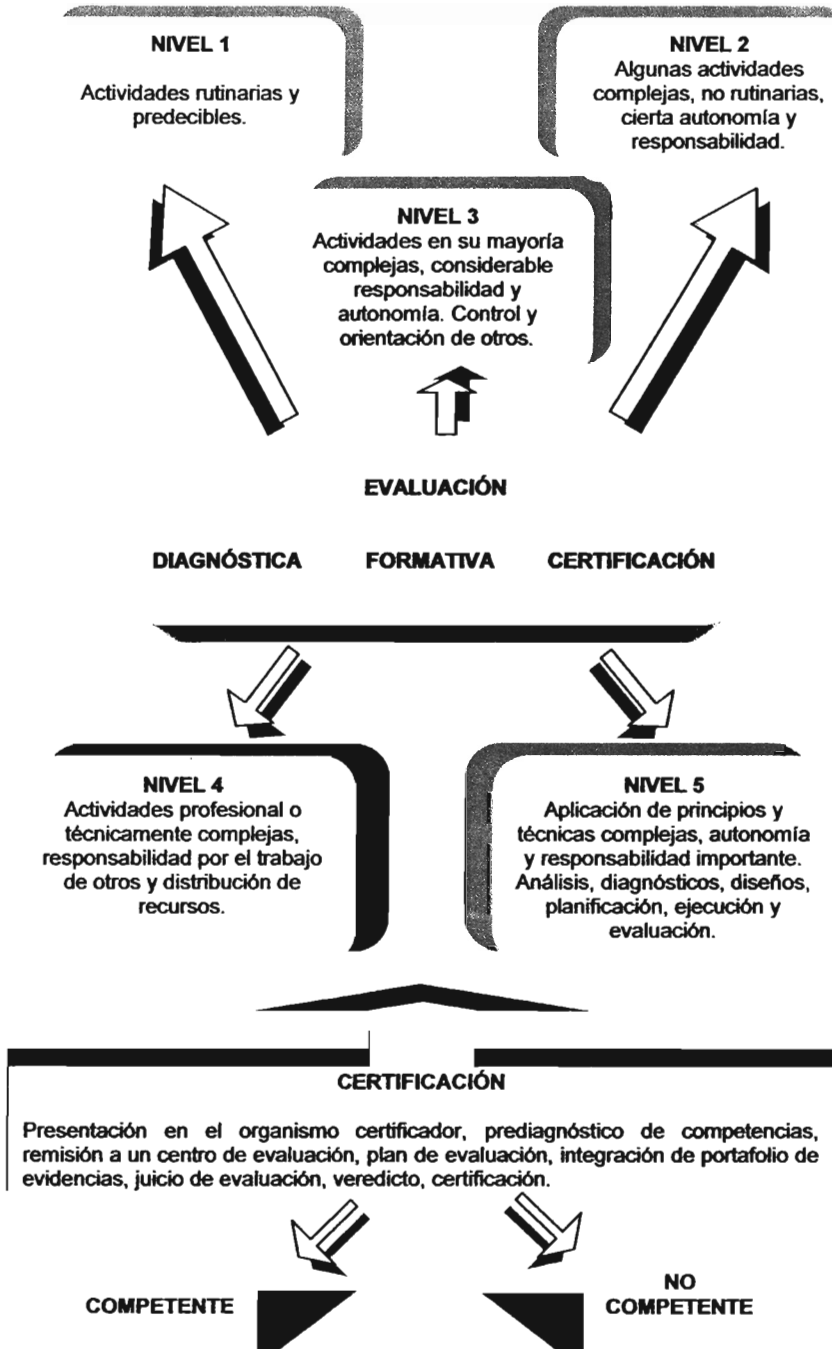 NIVEL 1
Actividades rutinarias y
predecibles.
NIVEL 2
Algunas actividades
complejas, no rutinarias,
cierta autonomía y
responsabilidad.
NIVEL 3
Actividades en su mayoría
complejas, considerable
responsabilidad y
autonomía. Control y
orientación de otros.
EVALUACIÓN
DIAGNÓSTICA FORMATIVA CERTIFICACIÓN
NIVEL 4
Actividades profesional o
técnicamente complejas,
responsabilidad por el trabajo
de otros y distribución de
recursos.
NIVEL 5
Aplicación de principios y
técnicas complejas, autonomía
y responsabilidad importante.
Análisis, diagnósticos, diseños,
planificación, ejecución y
evaluación.
CERTIFICACIÓN
Presentación en el organismo certificador, prediagnóstico de competencias,
remisión a un centro de evaluación, plan de evaluación, integración de portafolio de
evidencias, juicio de evaluación, veredicto, certificación.
COMPETENTE
NO
COMPETENTE